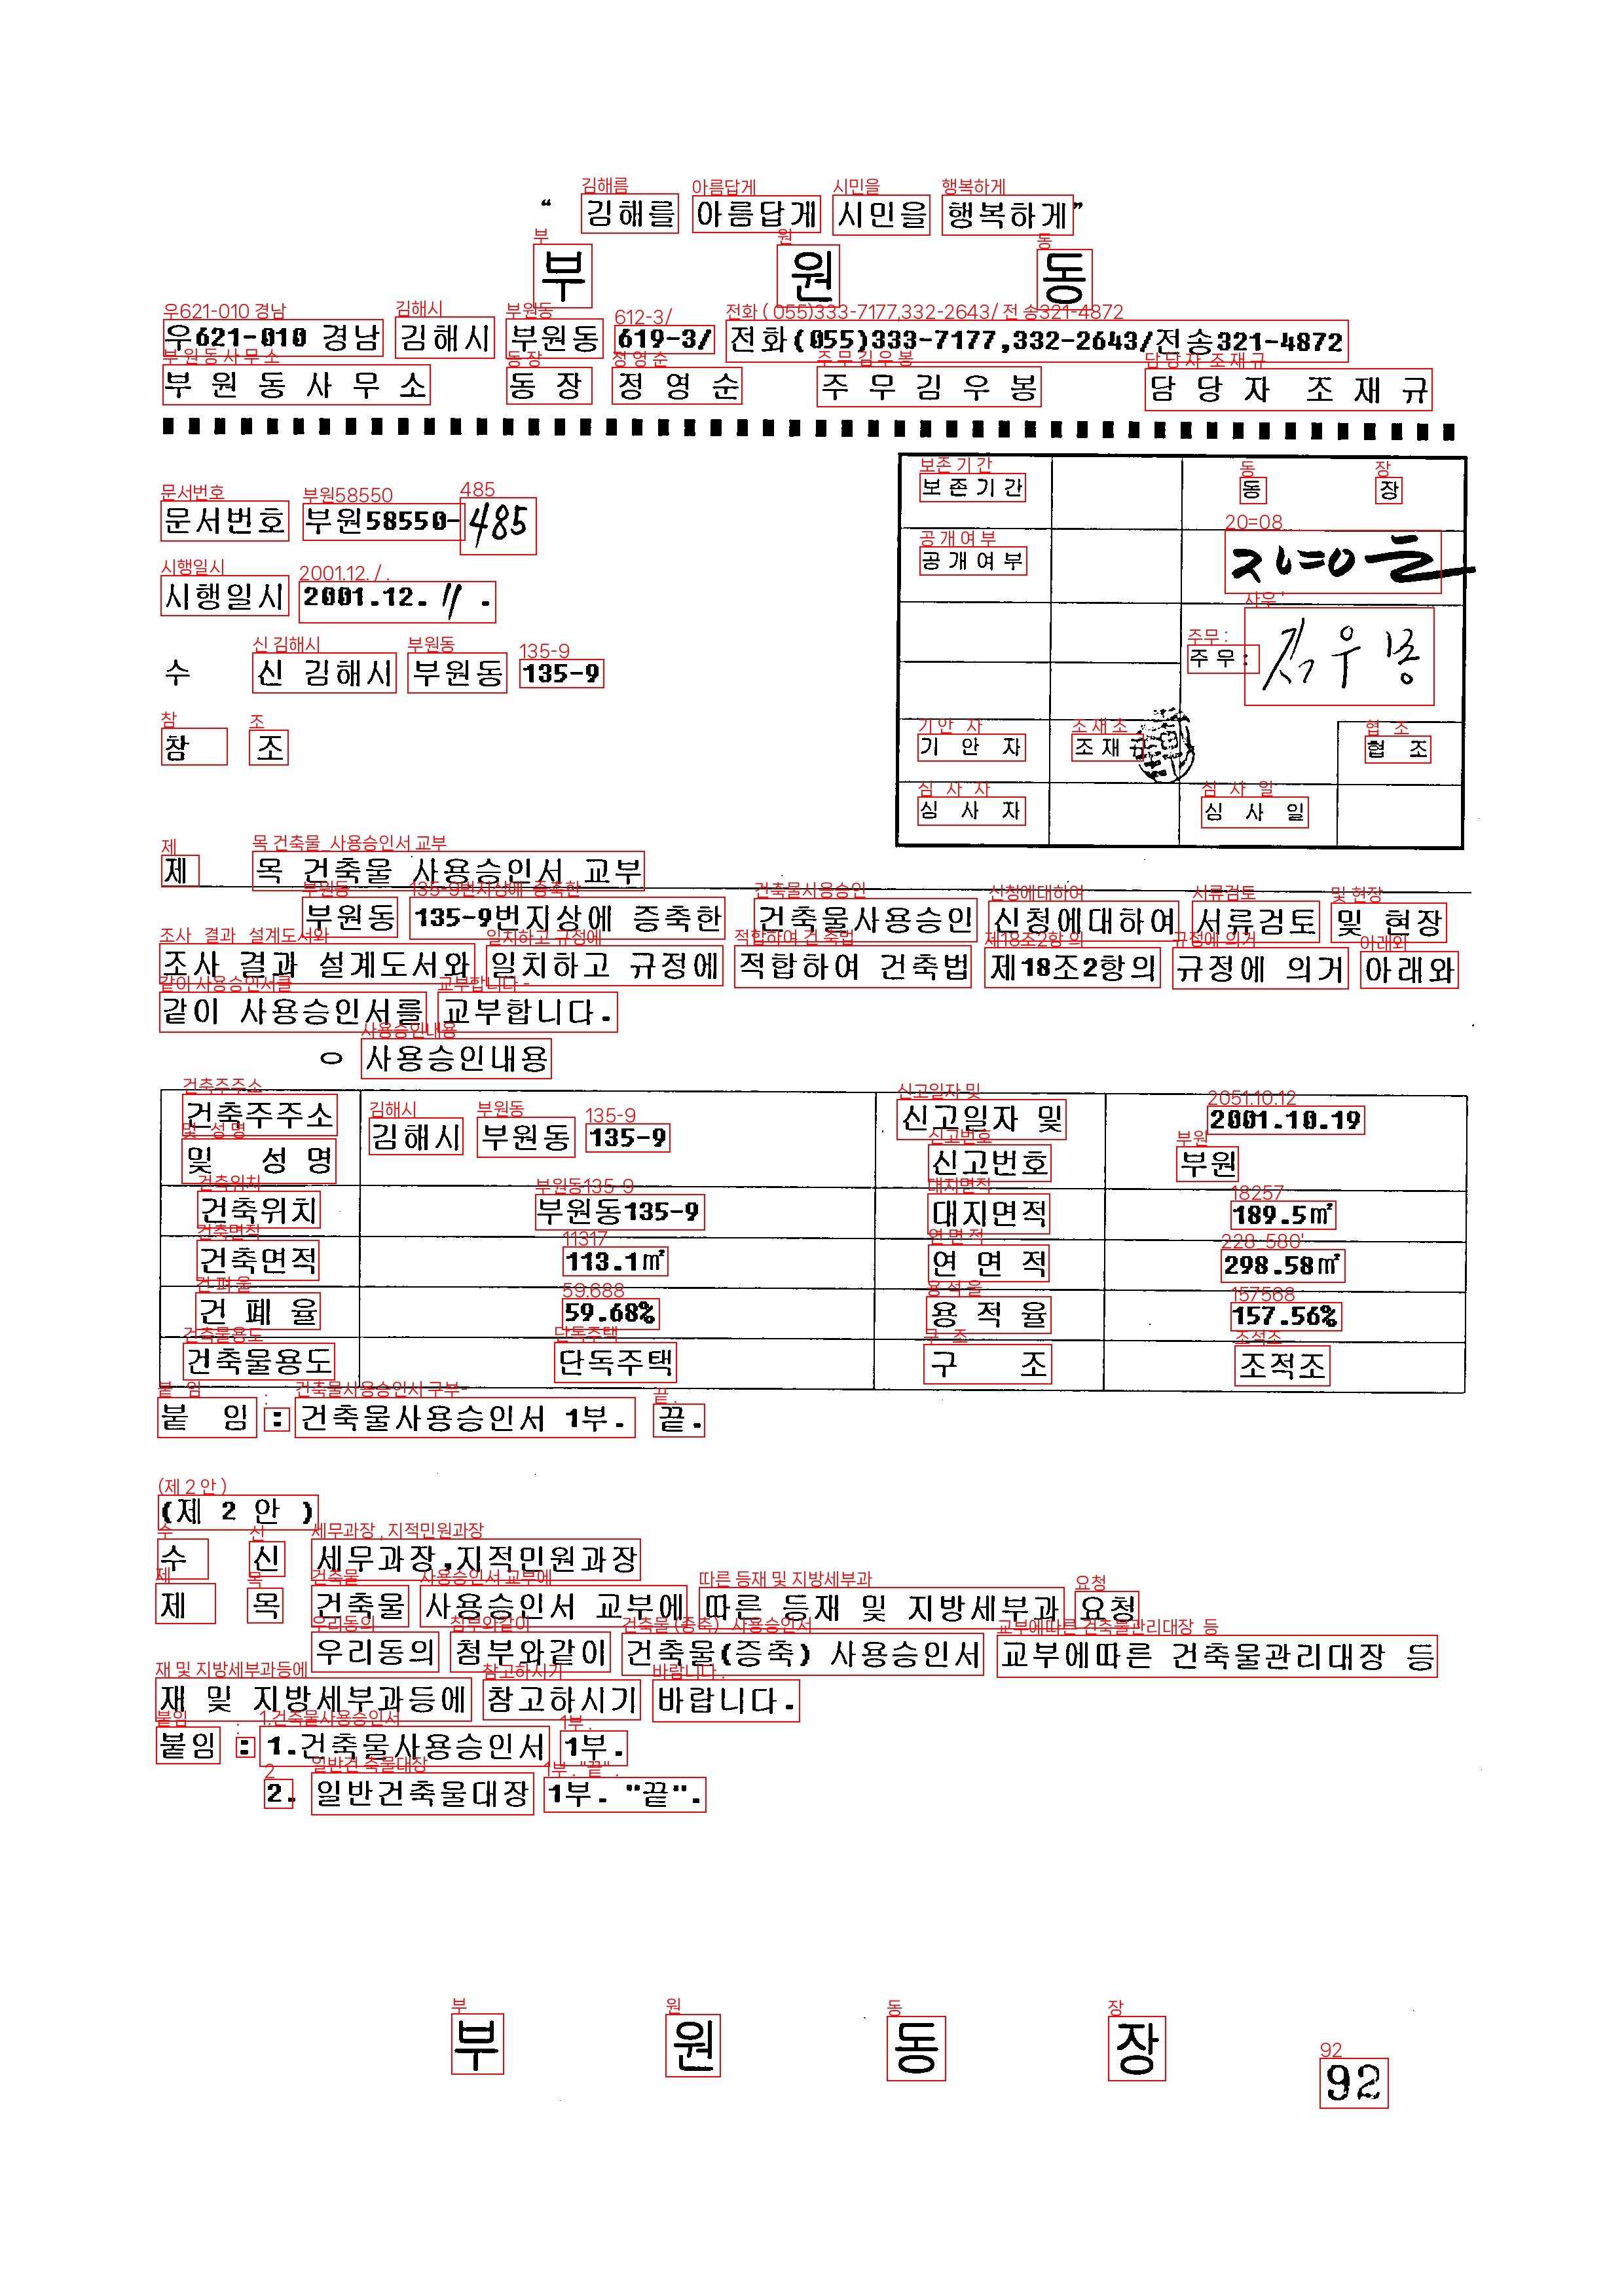 “ 김해를 아름답게 시민을 행복하게”
부 원 동
우621-010 경남 김해시 부원동 619-3/ 전화(055)333-7177,332-2643/전송321-4872
부 원 동 사 무 소 동 장 정 영 순 주 무 김 우 봉 담 당 자 조 재 규
보존기간 동 장
문서번호 부원58550-485
공개여부
시행일시 2001.12. 11 .
주무: 김우봉
수 신 김해시 부원동 135-9
참 조
기 안 자 조재규 협 조
심 사 자 심 사 일
제 목 건축물 사용승인서 교부
부원동 135-9번지상에 증축한 건축물사용승인 신청에대하여 서류검토 및 현장
조사 결과 설계도서와 일치하고 규정에 적합하여 건축법 제18조2항의 규정에 의거 아래와
같이 사용승인서를 교부합니다.
ㅇ 사용승인내용
건축주주소 및 성명 김해시 부원동 135-9 신고일자 및 신고번호 2001.10.19 부원
건축위치 부원동135-9 대지면적 189.5㎡
건축면적 113.1㎡ 연 면 적 298.58㎡
건 폐 율 59.68% 용 적 율 157.56%
건축물용도 단독주택 구 조 조적조
붙 임 : 건축물사용승인서 1부. 끝.
(제 2 안 )
수 신 세무과장,지적민원과장
제 목 건축물 사용승인서 교부에 따른 등재 및 지방세부과 요청
우리동의 첨부와같이 건축물(증축) 사용승인서 교부에따른 건축물관리대장 등
재 및 지방세부과등에 참고하시기 바랍니다.
붙임 : 1.건축물사용승인서 1부.
2. 일반건축물대장 1부. "끝".
부 원 동 장
92